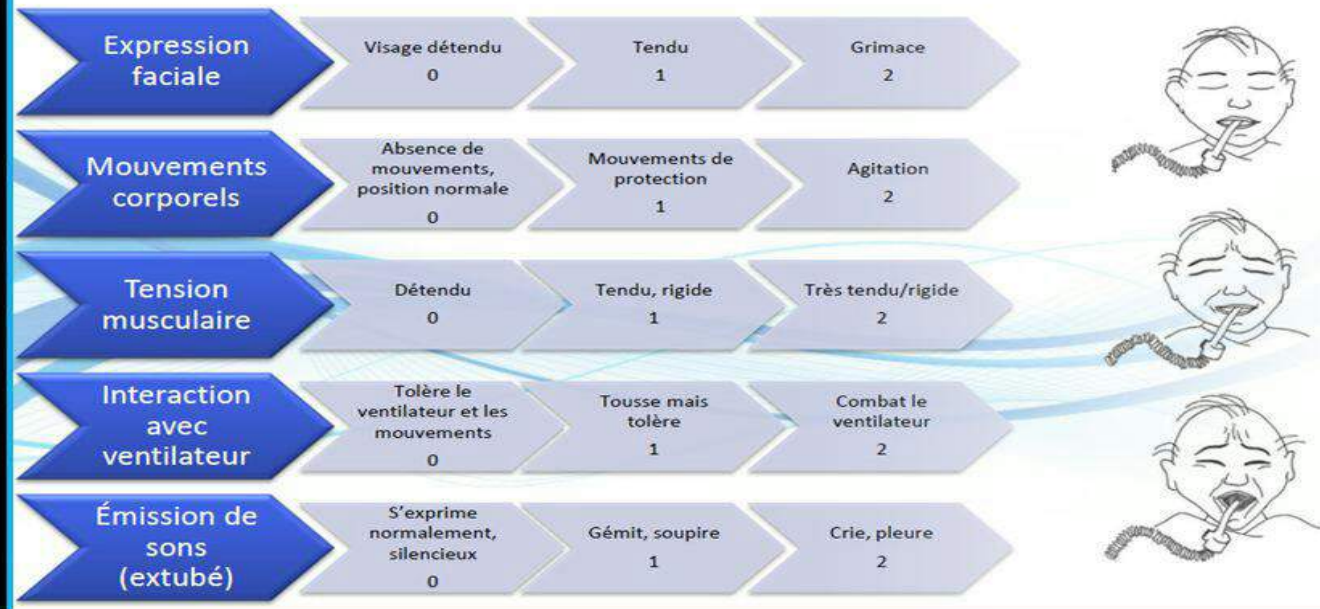 Expression
faciale
Visage détendu
0
Tendu
1
Grimace
2
Mouvements
corporels
Absence de
mouvements,
position normale
0
Mouvements de
protection
1
Agitation
2
Tension
musculaire
Détendu
0
Tendu, rigide
1
Très tendu/rigide
2
Interaction
avec
ventilateur
Tolère le
ventilateur et les
mouvements
0
Tousse mais
tolère
1
Combat le
ventilateur
2
Émission de
sons
(extubé)
S’exprime
normalement,
silencieux
0
Gémit, soupire
1
Crie, pleure
2